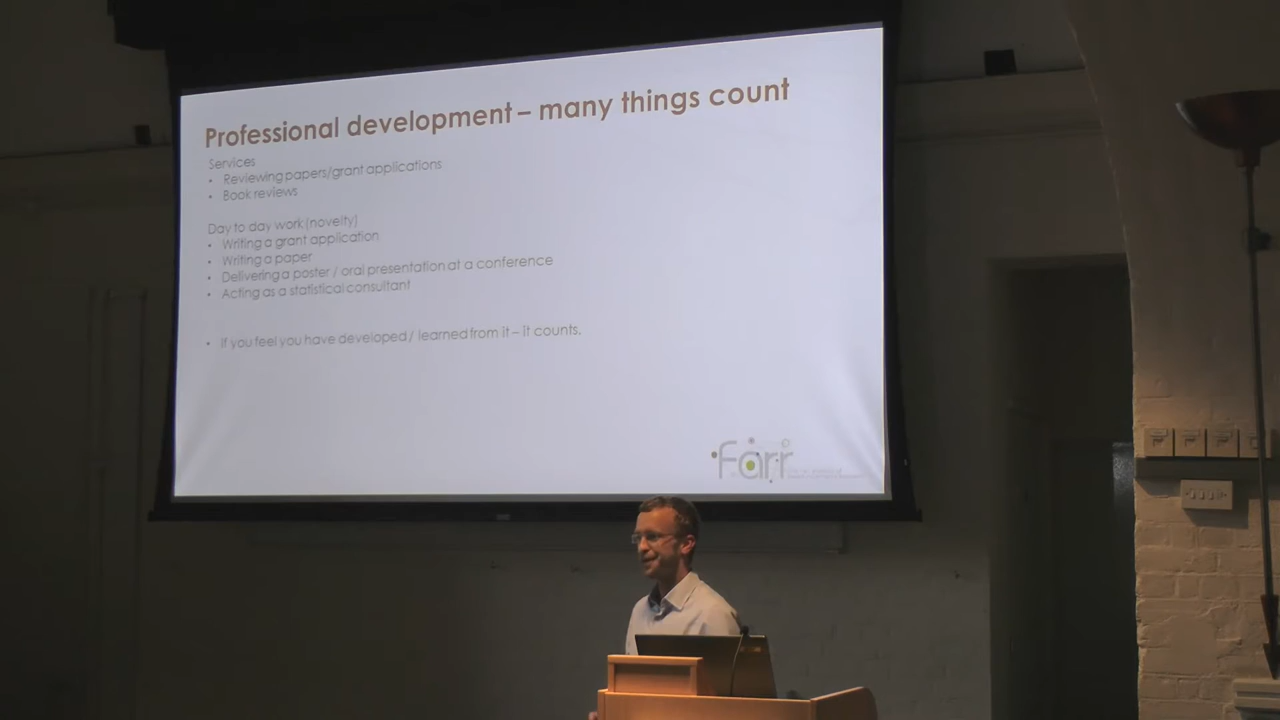 Professional development – many things count
Services
• Reviewing papers/grant applications
• Book reviews
Day to day work (novelty)
• Writing a grant application
• Writing a paper
• Delivering a poster / oral presentation at a conference
• Acting as a statistical consultant
• If you feel you have developed / learned from it – it counts.
Farr